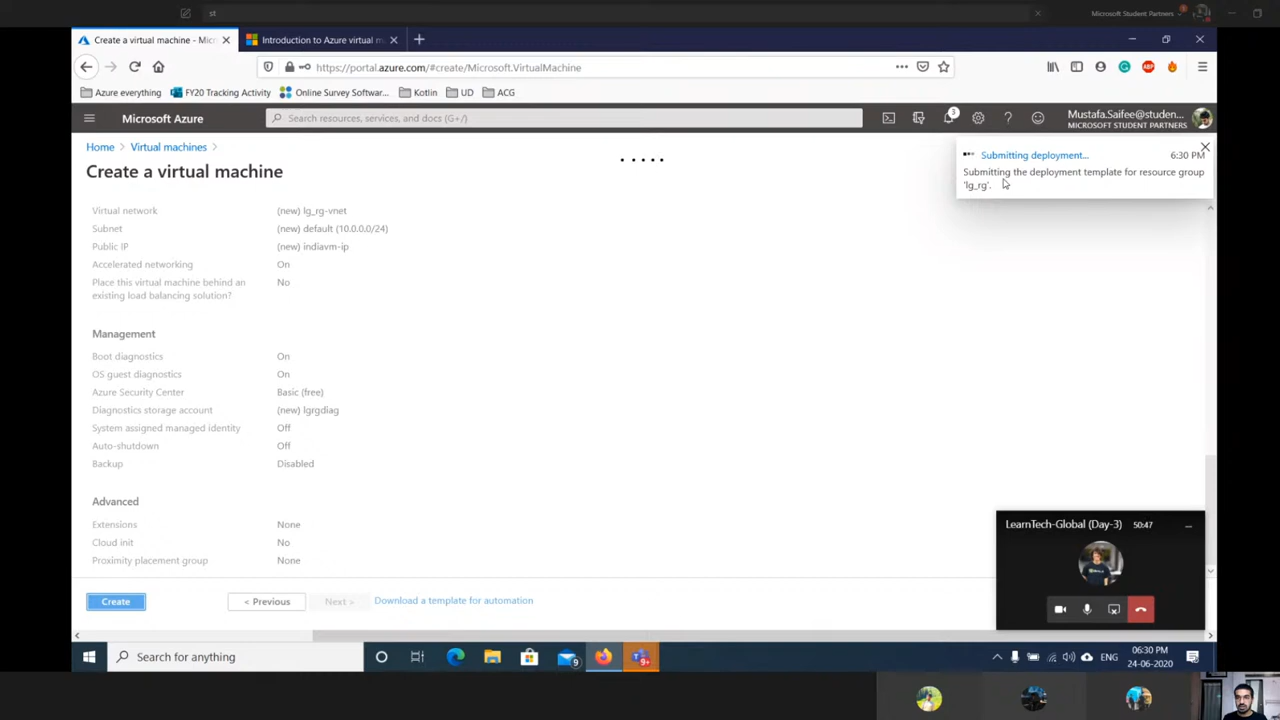 st
Microsoft Student Partners
Create a virtual machine - Micr
Introduction to Azure virtual m
https://portal.azure.com/#create/Microsoft.VirtualMachine
Azure everything
FY20 Tracking Activity
Online Survey Softwar...
Kotlin
UD
ACG
Microsoft Azure
Search resources, services, and docs (G+/)
3
Mustafa.Saifee@studen...
MICROSOFT STUDENT PARTNERS
Home
Virtual machines
Create a virtual machine
Submitting deployment...
6:30 PM
Submitting the deployment template for resource group
'lg_rg'.
Virtual network (new) lg_rg-vnet
Subnet (new) default (10.0.0.0/24)
Public IP (new) indiavm-ip
Accelerated networking On
Place this virtual machine behind an No
existing load balancing solution?
Management
Boot diagnostics On
OS guest diagnostics On
Azure Security Center Basic (free)
Diagnostics storage account (new) lgrgdiag
System assigned managed identity Off
Auto-shutdown Off
Backup Disabled
Advanced
Extensions None
Cloud init No
Proximity placement group None
Create
< Previous
Next >
Download a template for automation
LearnTech-Global (Day-3) 50:47
Search for anything
9
9+
ENG
06:30 PM
24-06-2020